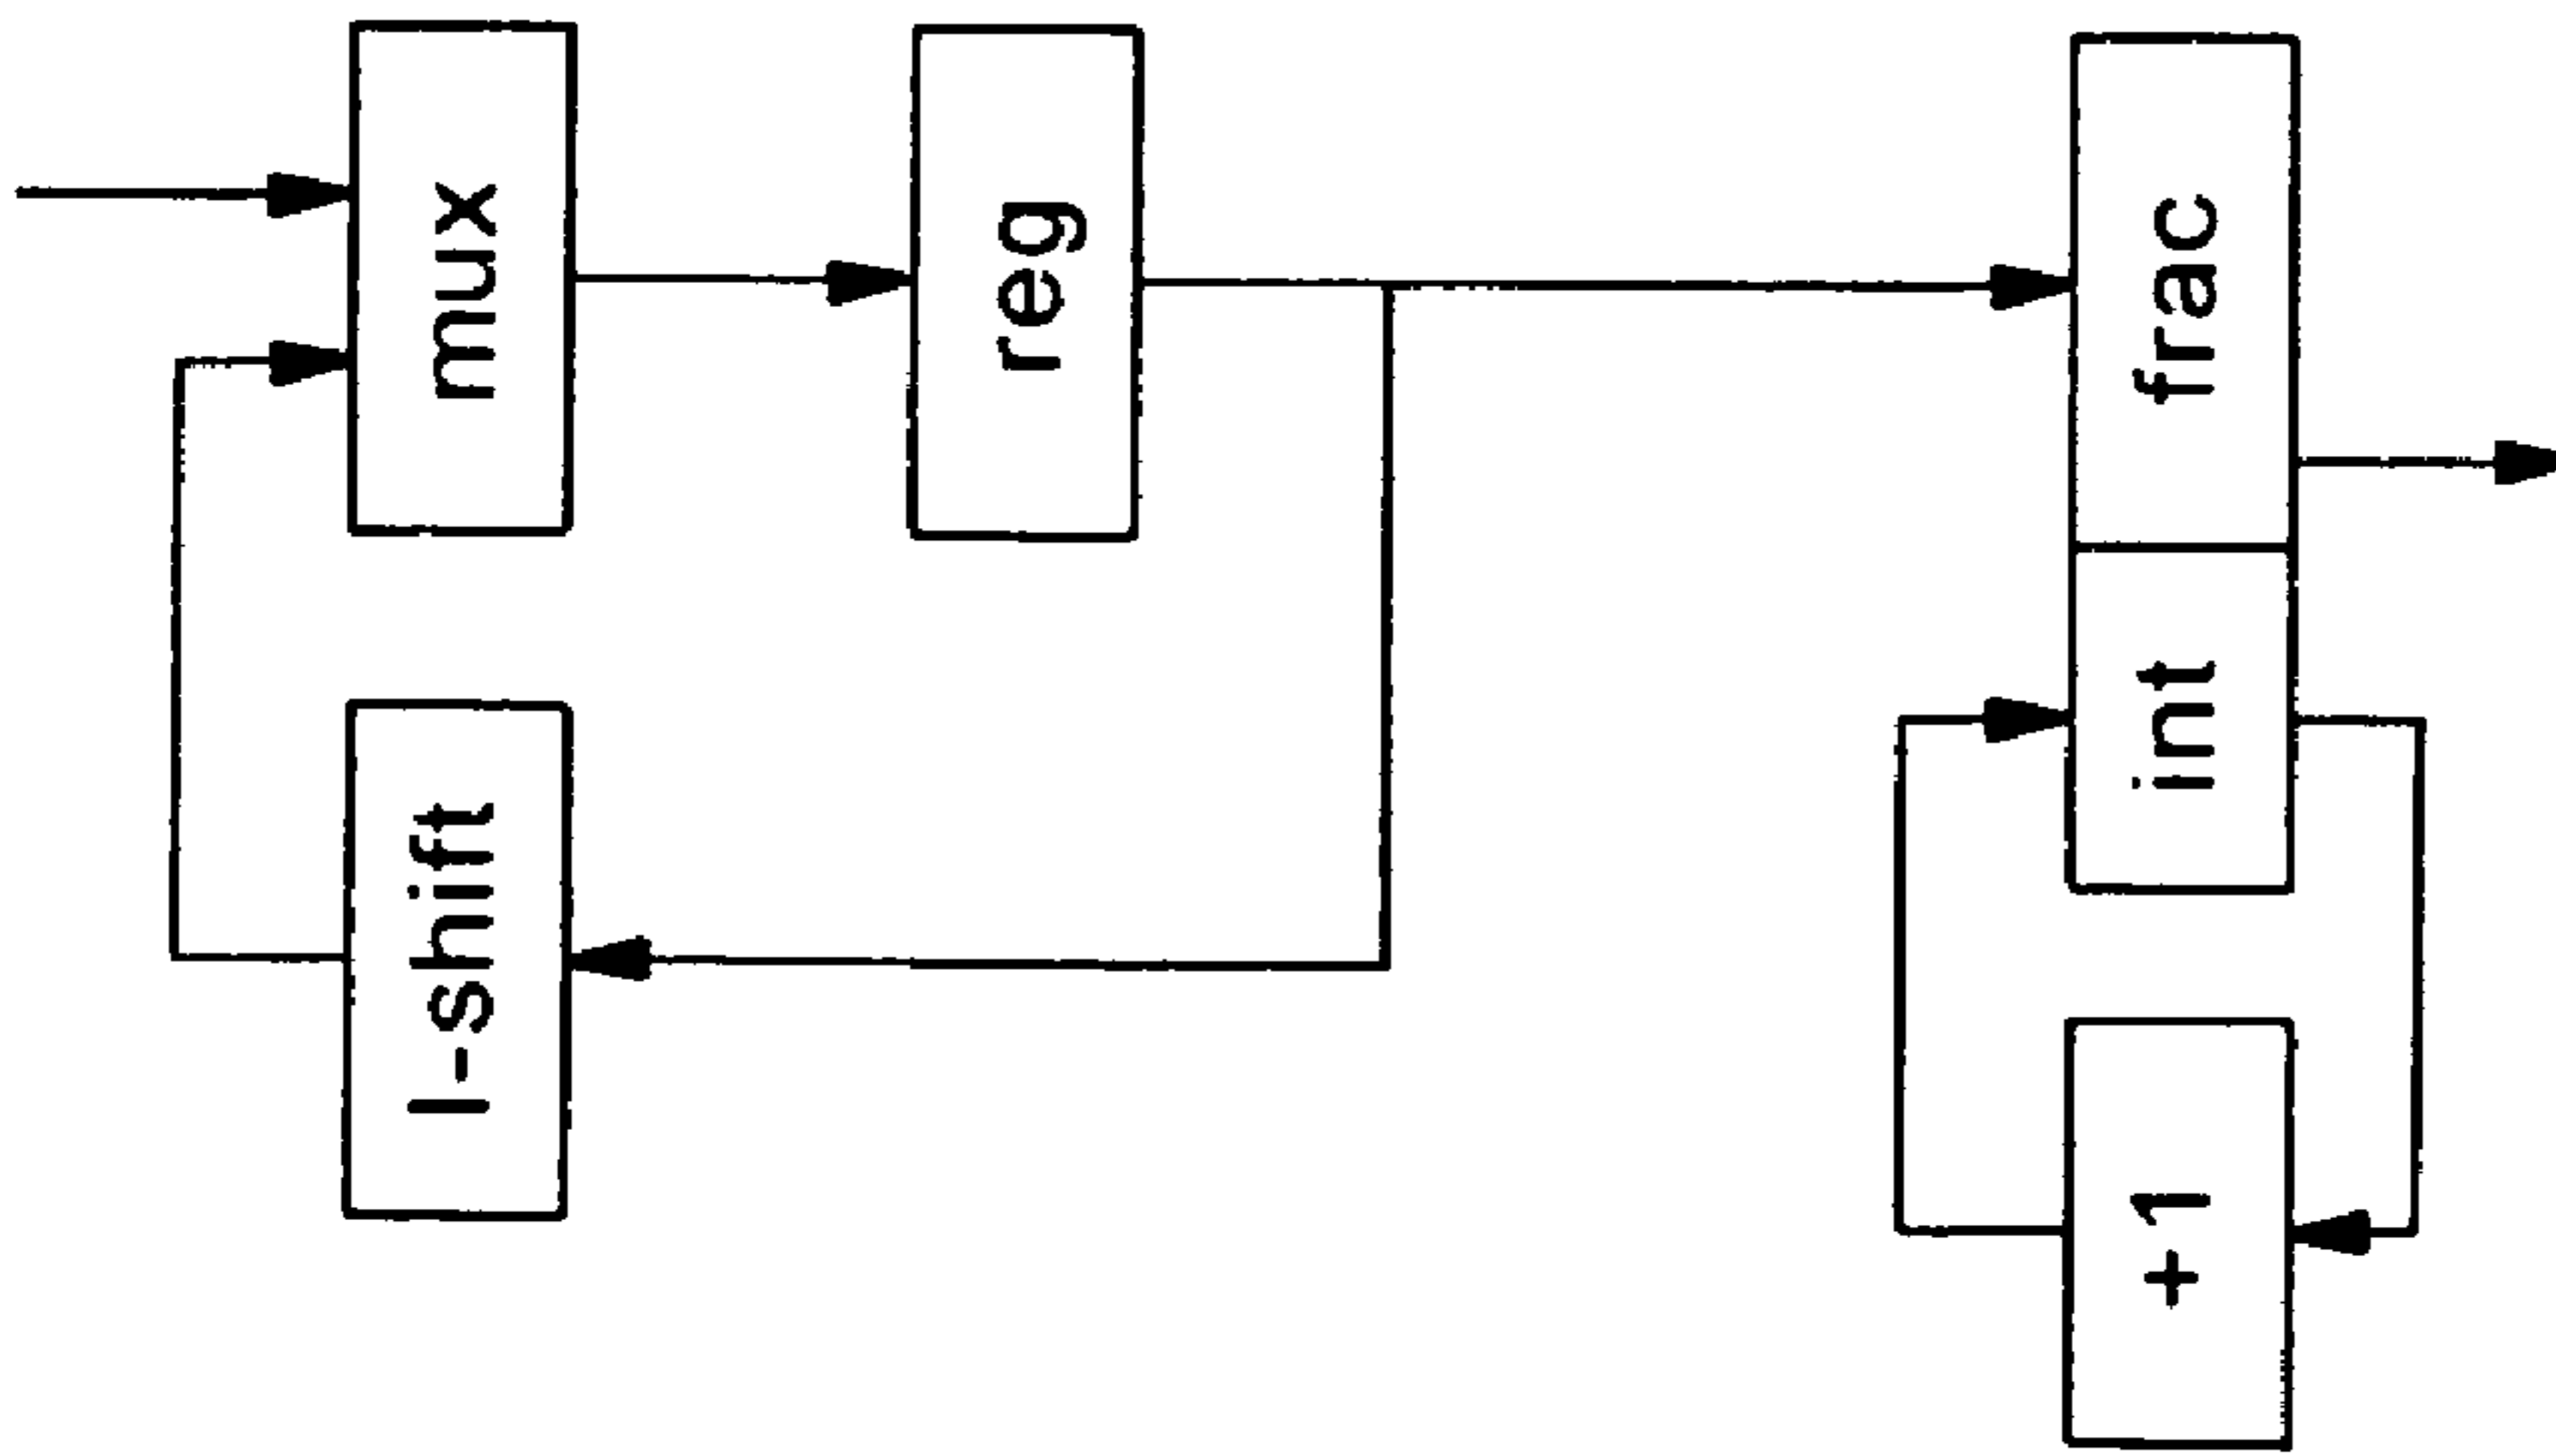 l-shift
mux
reg
+1
int
frac